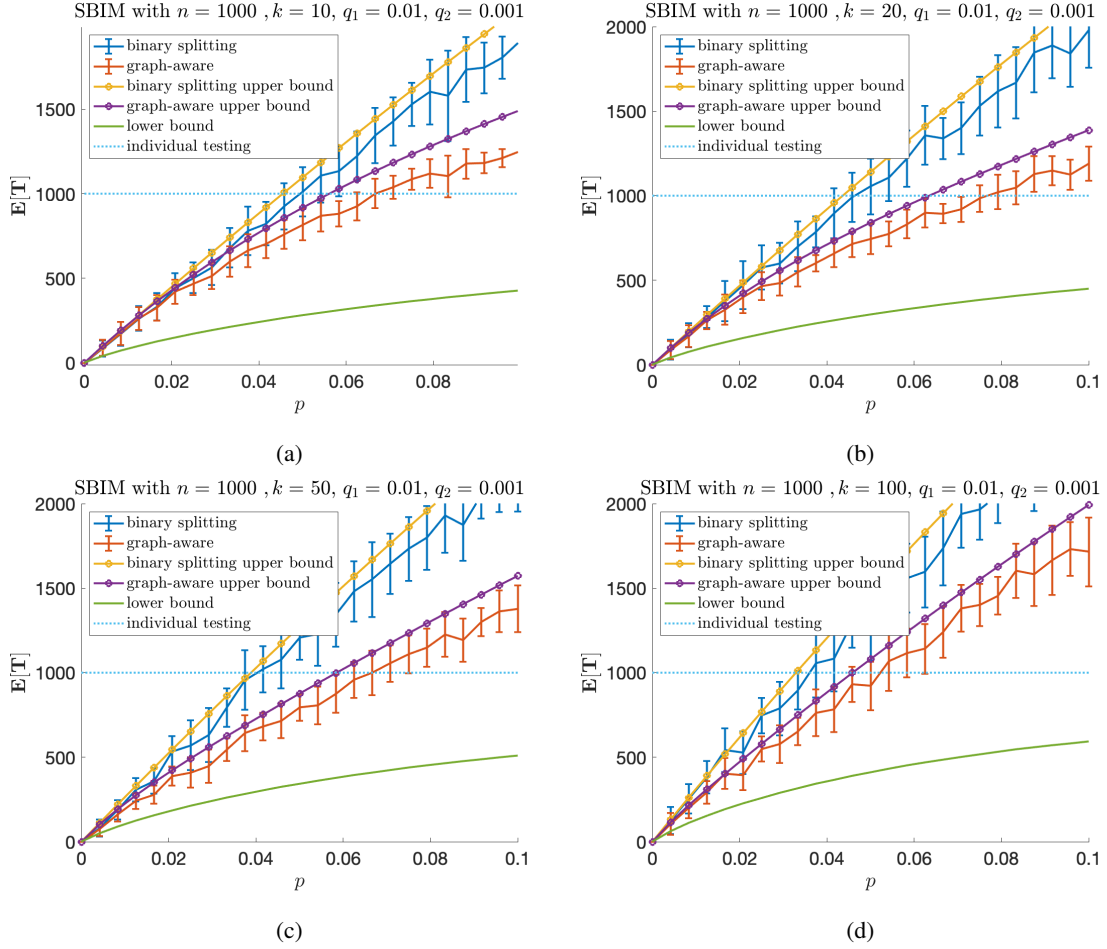 SBIM with n = 1000 , k = 10, q₁ = 0.01, q₂ = 0.001
binary splitting
graph-aware
binary splitting upper bound
graph-aware upper bound
lower bound
individual testing
1500
1000
500
0
E[T]
0
0.02
0.04
0.06
0.08
p
(a)
SBIM with n = 1000 , k = 20, q₁ = 0.01, q₂ = 0.001
2000
binary splitting
graph-aware
binary splitting upper bound
graph-aware upper bound
lower bound
individual testing
1500
1000
500
0
E[T]
0
0.02
0.04
0.06
0.08
0.1
p
(b)
SBIM with n = 1000 , k = 50, q₁ = 0.01, q₂ = 0.001
2000
binary splitting
graph-aware
binary splitting upper bound
graph-aware upper bound
lower bound
individual testing
1500
1000
500
0
E[T]
0
0.02
0.04
0.06
0.08
0.1
p
(c)
SBIM with n = 1000 , k = 100, q₁ = 0.01, q₂ = 0.001
2000
binary splitting
graph-aware
binary splitting upper bound
graph-aware upper bound
lower bound
individual testing
1500
1000
500
0
E[T]
0
0.02
0.04
0.06
0.08
0.1
p
(d)